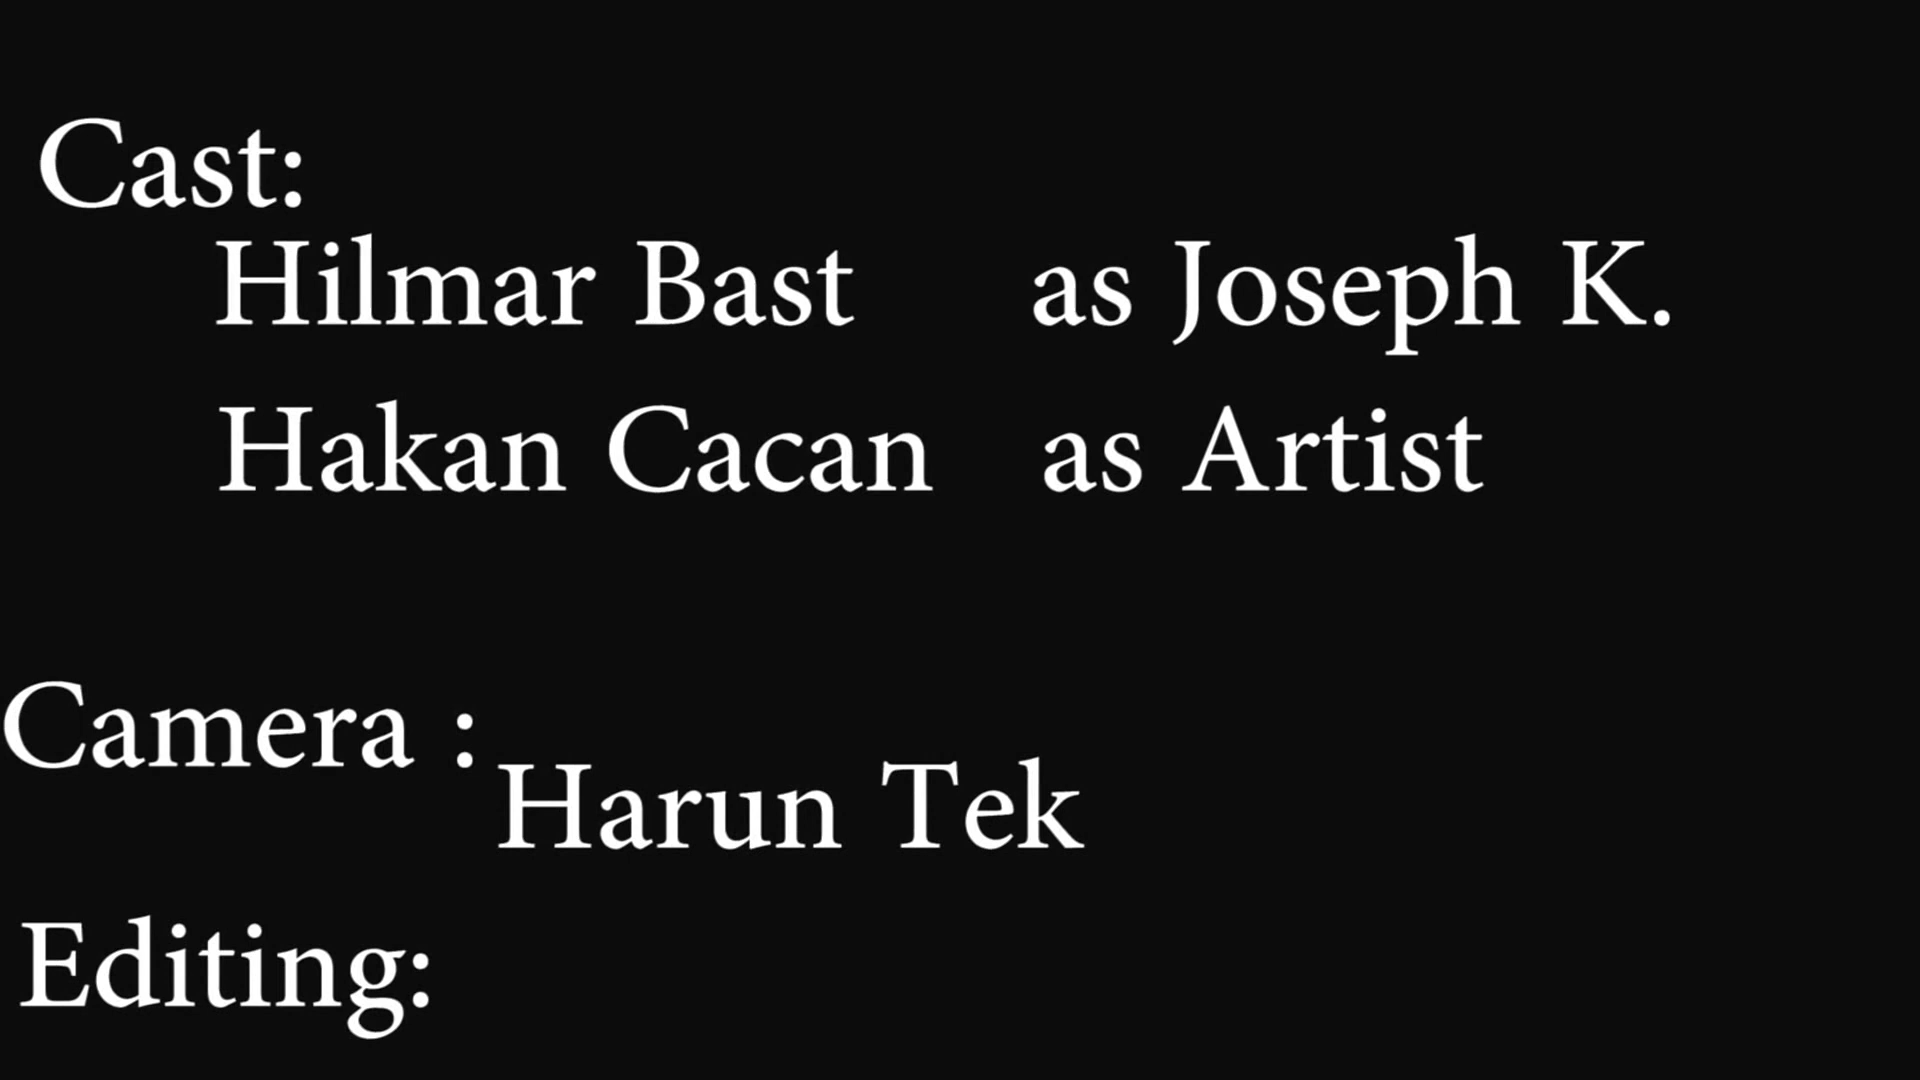 Cast:
Hilmar Bast as Joseph K.
Hakan Cacan as Artist
Camera :
Harun Tek
Editing: